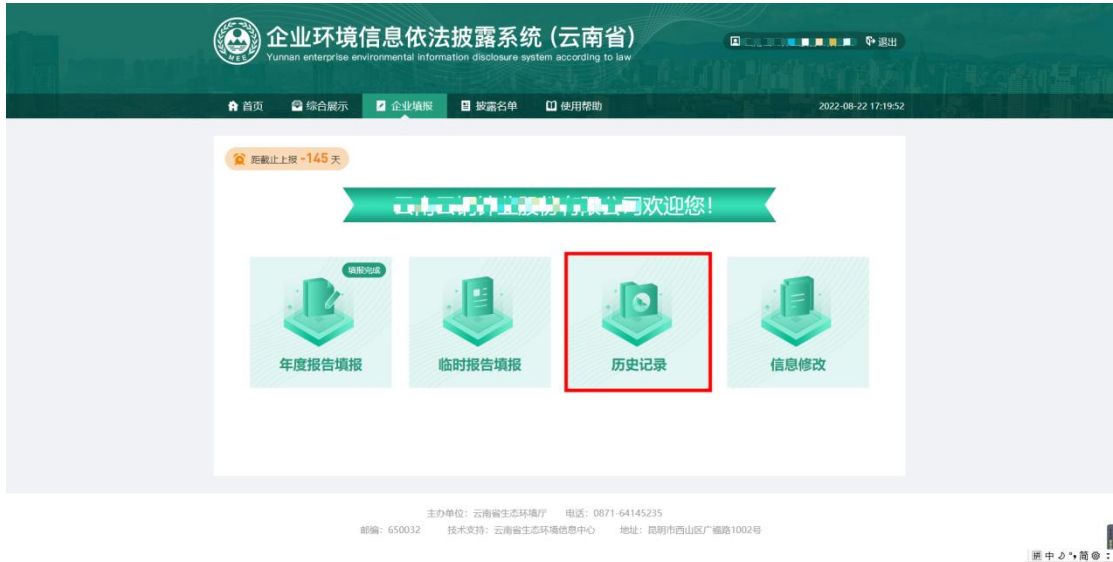 企业环境信息依法披露系统 (云南省)
Yunnan enterprise environmental information disclosure system according to law
退出
首页 综合展示 企业填报 披露名单 使用帮助 2022-08-22 17:19:52
距截止上报 -145 天
欢迎您!
填报完成
年度报告填报 临时报告填报 历史记录 信息修改
主办单位：云南省生态环境厅 电话：0871-64145235
邮编：650032 技术支持：云南省生态环境信息中心 地址：昆明市西山区广福路1002号
中 简